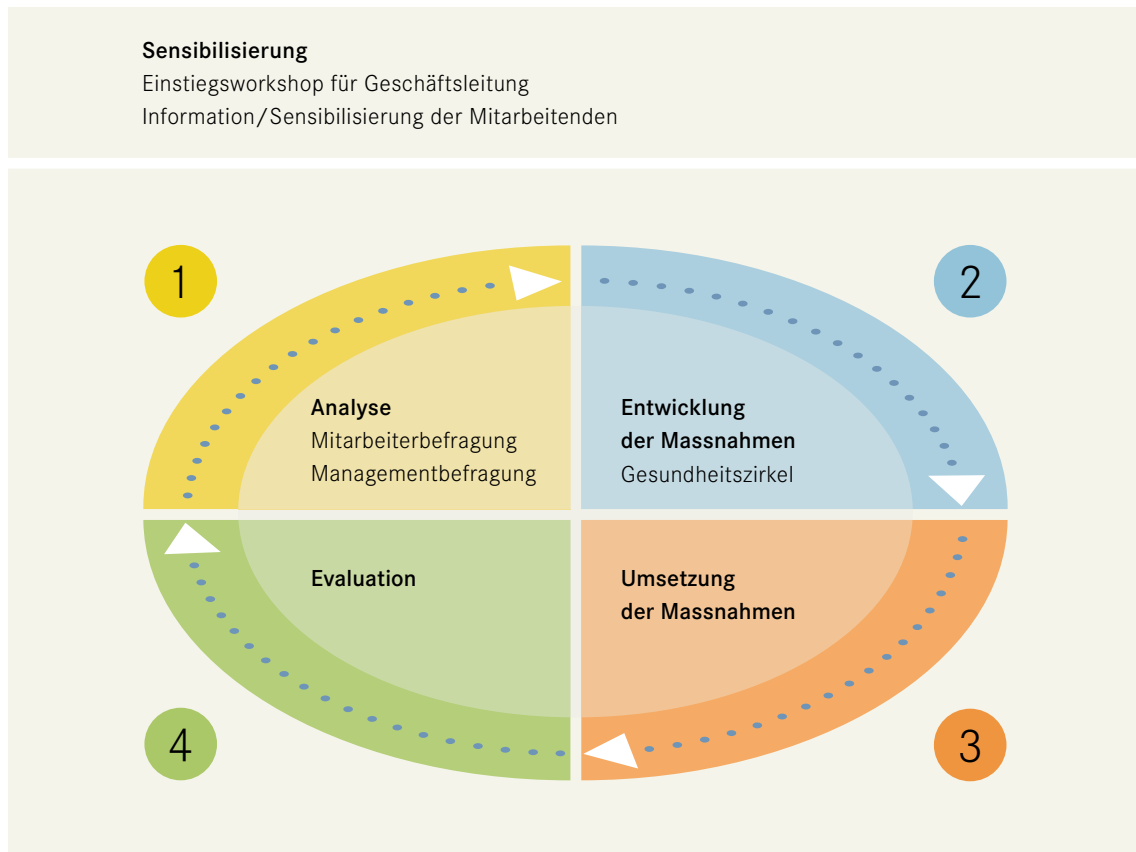 Sensibilisierung
Einstiegsworkshop für Geschäftsleitung
Information/Sensibilisierung der Mitarbeitenden
1
2
Analyse
Mitarbeiterbefragung
Managementbefragung
Entwicklung
der Massnahmen
Gesundheitszirkel
Evaluation
Umsetzung
der Massnahmen
4
3